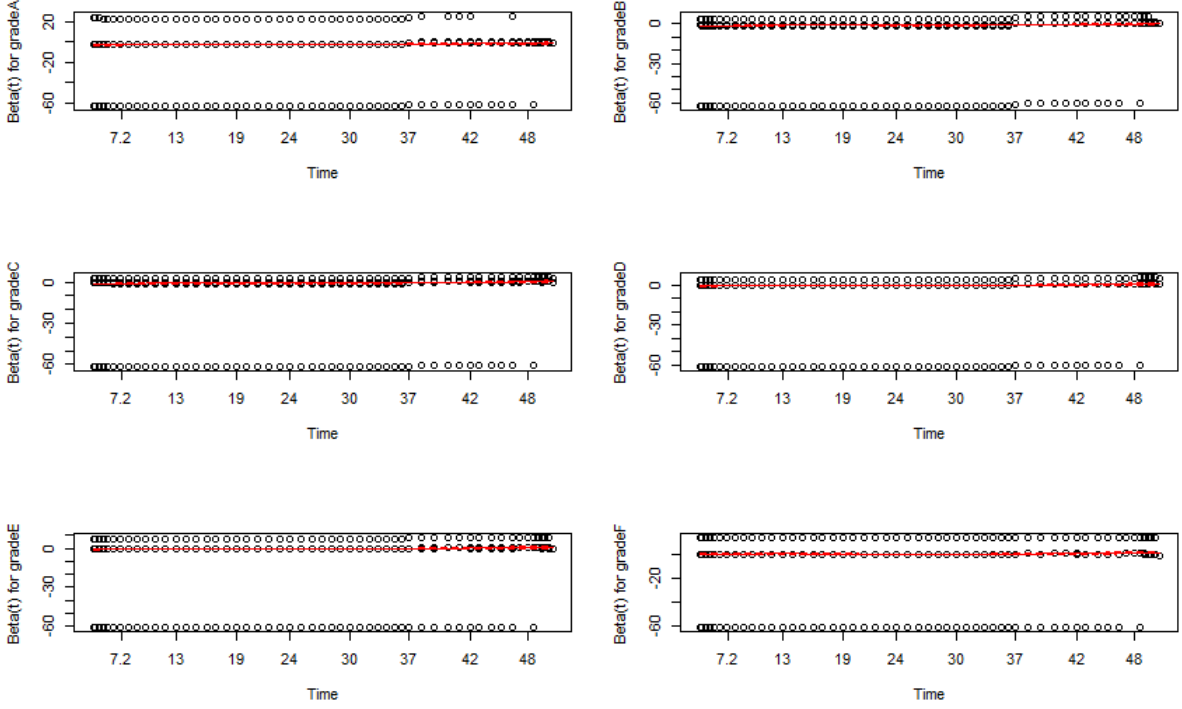 Beta(t) for gradeA
20
-20
-60
7.2 13 19 24 30 37 42 48
Time
Beta(t) for gradeB
0
-30
-60
7.2 13 19 24 30 37 42 48
Time
Beta(t) for gradeC
0
-30
-60
7.2 13 19 24 30 37 42 48
Time
Beta(t) for gradeD
0
-30
-60
7.2 13 19 24 30 37 42 48
Time
Beta(t) for gradeE
0
-30
-60
7.2 13 19 24 30 37 42 48
Time
Beta(t) for gradeF
-20
-60
7.2 13 19 24 30 37 42 48
Time